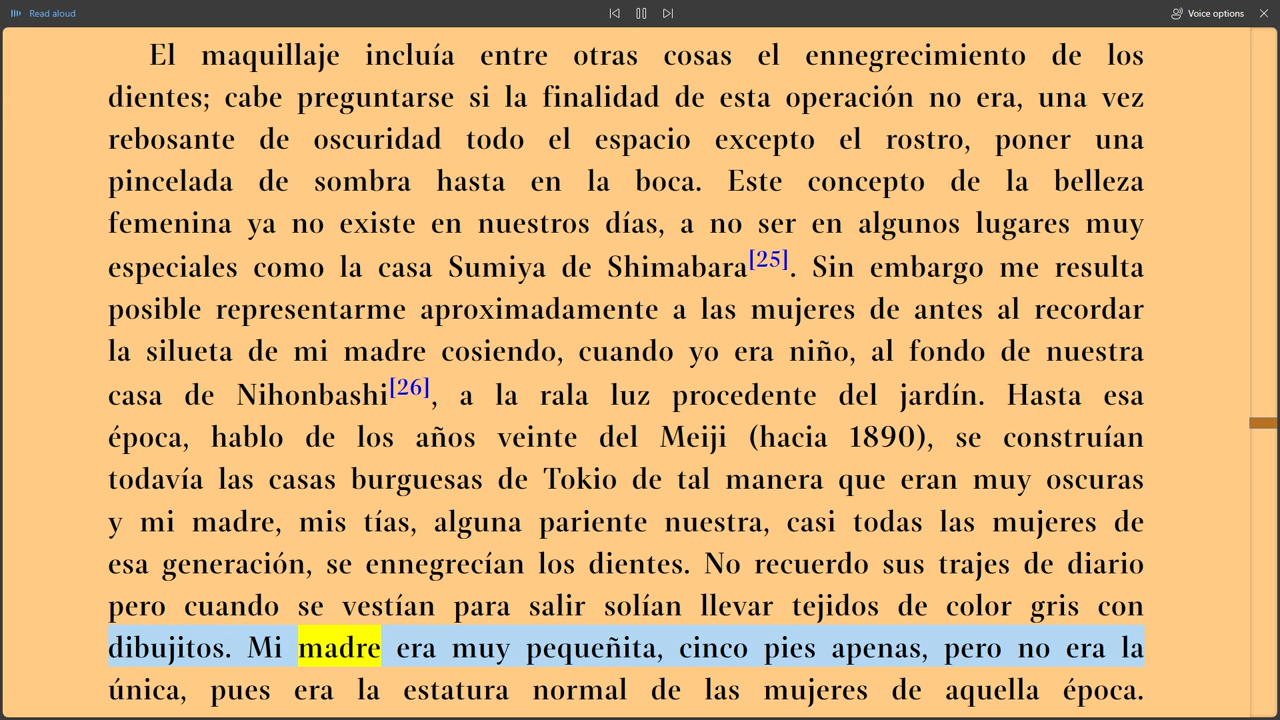 Read aloud
Voice options
El maquillaje incluía entre otras cosas el ennegrecimiento de los
dientes; cabe preguntarse si la finalidad de esta operación no era, una vez
rebosante de oscuridad todo el espacio excepto el rostro, poner una
pincelada de sombra hasta en la boca. Este concepto de la belleza
femenina ya no existe en nuestros días, a no ser en algunos lugares muy
especiales como la casa Sumiya de Shimabara[25]. Sin embargo me resulta
posible representarme aproximadamente a las mujeres de antes al recordar
la silueta de mi madre cosiendo, cuando yo era niño, al fondo de nuestra
casa de Nihonbashi[26], a la rala luz procedente del jardín. Hasta esa
época, hablo de los años veinte del Meiji (hacia 1890), se construían
todavía las casas burguesas de Tokio de tal manera que eran muy oscuras
y mi madre, mis tías, alguna pariente nuestra, casi todas las mujeres de
esa generación, se ennegrecían los dientes. No recuerdo sus trajes de diario
pero cuando se vestían para salir solían llevar tejidos de color gris con
dibujitos. Mi madre era muy pequeñita, cinco pies apenas, pero no era la
única, pues era la estatura normal de las mujeres de aquella época.